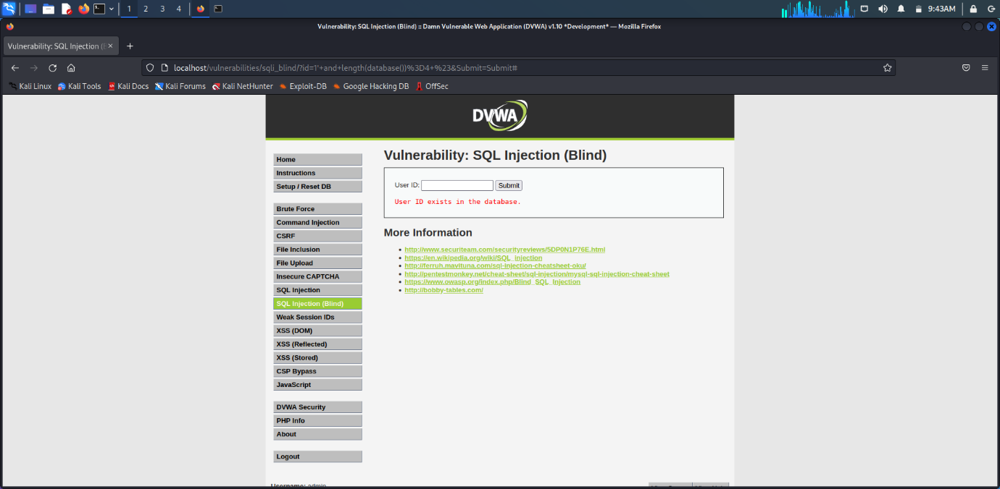 1 2 3 4 9:43AM
Vulnerability: SQL Injection (Blind) :: Damn Vulnerable Web Application (DVWA) v1.10 *Development* — Mozilla Firefox
Vulnerability: SQL Injection (
localhost/vulnerabilities/sqli_blind/?id=1'+and+length(database())%3D4+%23&Submit=Submit#
Kali Linux Kali Tools Kali Docs Kali Forums Kali NetHunter Exploit-DB Google Hacking DB OffSec
DVWA
Home
Instructions
Setup / Reset DB
Brute Force
Command Injection
CSRF
File Inclusion
File Upload
Insecure CAPTCHA
SQL Injection
SQL Injection (Blind)
Weak Session IDs
XSS (DOM)
XSS (Reflected)
XSS (Stored)
CSP Bypass
JavaScript
DVWA Security
PHP Info
About
Logout
Username: admin
Vulnerability: SQL Injection (Blind)
User ID: Submit
User ID exists in the database.
More Information
http://www.securiteam.com/securityreviews/5DP0N1P76E.html
https://en.wikipedia.org/wiki/SQL_injection
http://ferruh.mavituna.com/sql-injection-cheatsheet-oku/
http://pentestmonkey.net/cheat-sheet/sql-injection/mysql-sql-injection-cheat-sheet
https://www.owasp.org/index.php/Blind_SQL_Injection
http://bobby-tables.com/